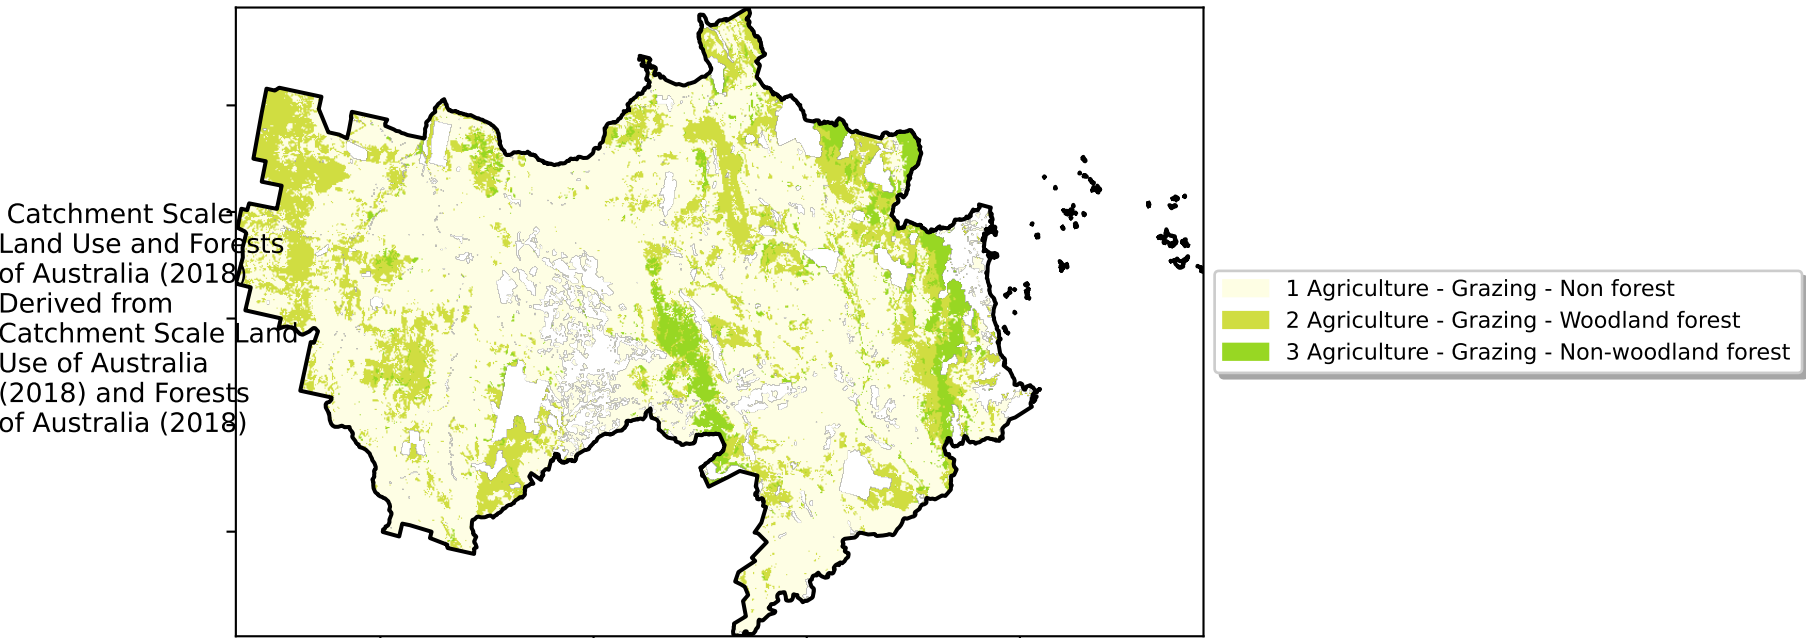 Catchment Scale
Land Use and Forests
of Australia (2018)
Derived from
Catchment Scale Land
Use of Australia
(2018) and Forests
of Australia (2018)
1 Agriculture - Grazing - Non forest
2 Agriculture - Grazing - Woodland forest
3 Agriculture - Grazing - Non-woodland forest